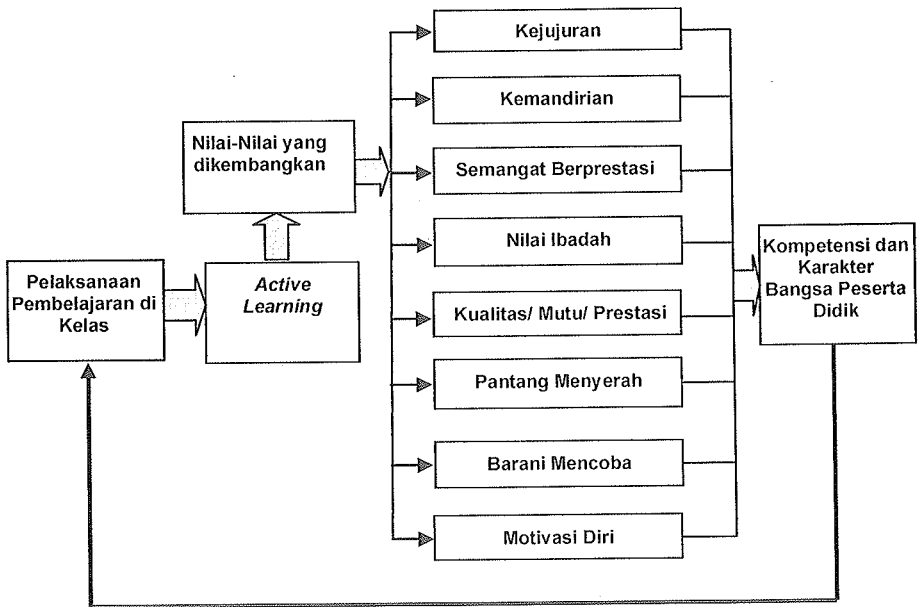 Kejujuran
Kemandirian
Nilai-Nilai yang
dikembangkan
Semangat Berprestasi
Nilai Ibadah
Kompetensi dan
Karakter
Bangsa Peserta
Didik
Pelaksanaan
Pembelajaran di
Kelas
Active
Learning
Kualitas/ Mutu/ Prestasi
Pantang Menyerah
Barani Mencoba
Motivasi Diri